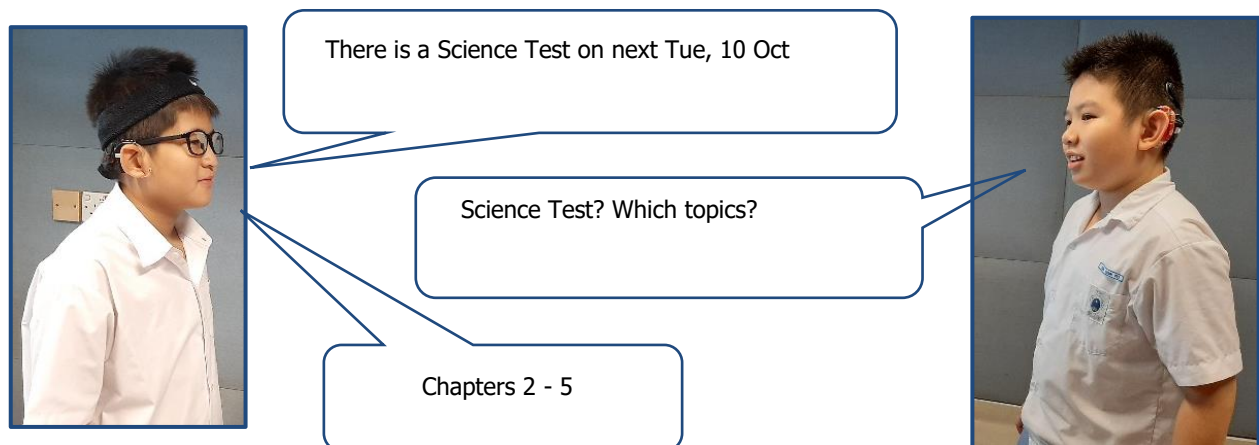 There is a Science Test on next Tue, 10 Oct
Science Test? Which topics?
Chapters 2 - 5